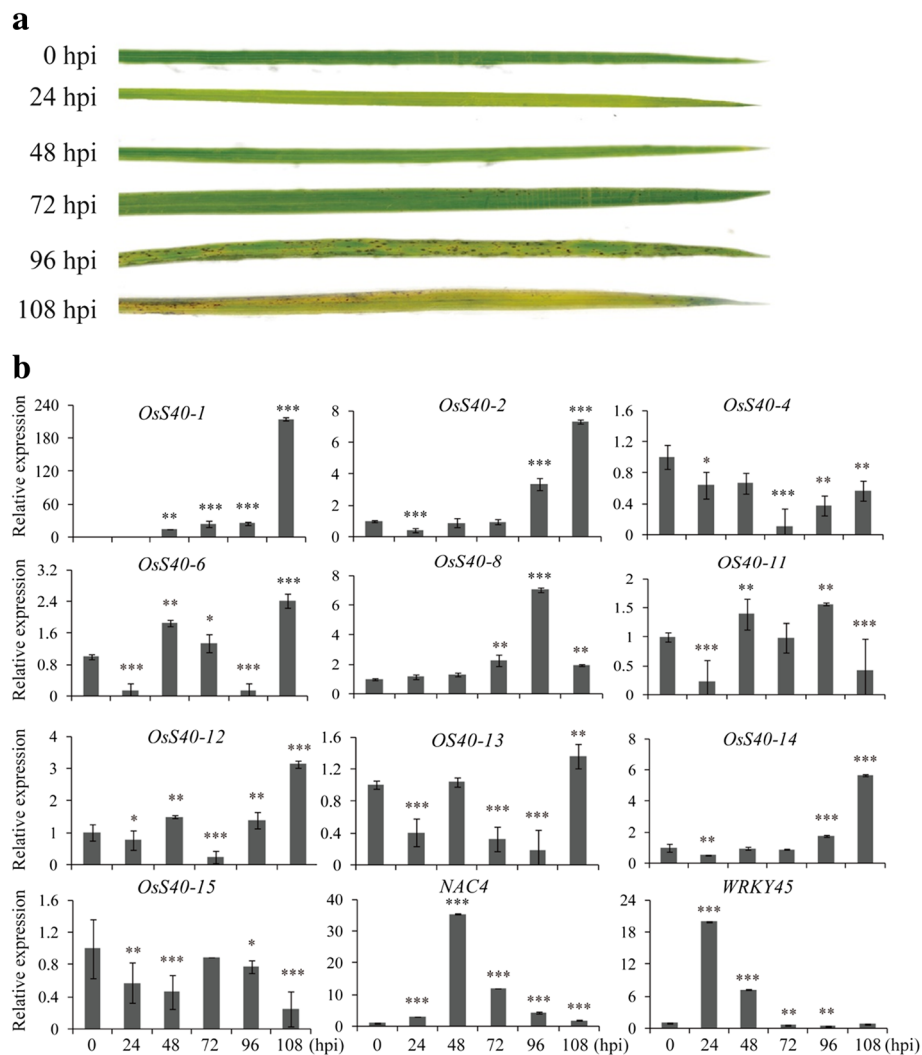 a
0 hpi
24 hpi
48 hpi
72 hpi
96 hpi
108 hpi
b
OsS40-1 OsS40-2 OsS40-4
Relative expression
240 180 120 60 0
** *** *** ***
8 6 4 2 0
*** *** ***
1.6 1.2 0.8 0.4 0
* *** ** **
OsS40-6 OsS40-8 OS40-11
Relative expression
3.2 2.4 1.6 0.8 0
*** ** * *** ***
8 6 4 2 0
** *** **
2 1.5 1 0.5 0
*** ** ** ***
OsS40-12 OS40-13 OsS40-14
Relative expression
4 3 2 1 0
* ** *** ** ***
1.6 1.2 0.8 0.4 0
*** *** *** **
8 6 4 2 0
** *** ***
OsS40-15 NAC4 WRKY45
Relative expression
1.6 1.2 0.8 0.4 0
** *** * ***
40 30 20 10 0
*** *** *** *** ***
24 18 12 6 0
*** *** ** **
0 24 48 72 96 108 (hpi) 0 24 48 72 96 108 (hpi) 0 24 48 72 96 108 (hpi)